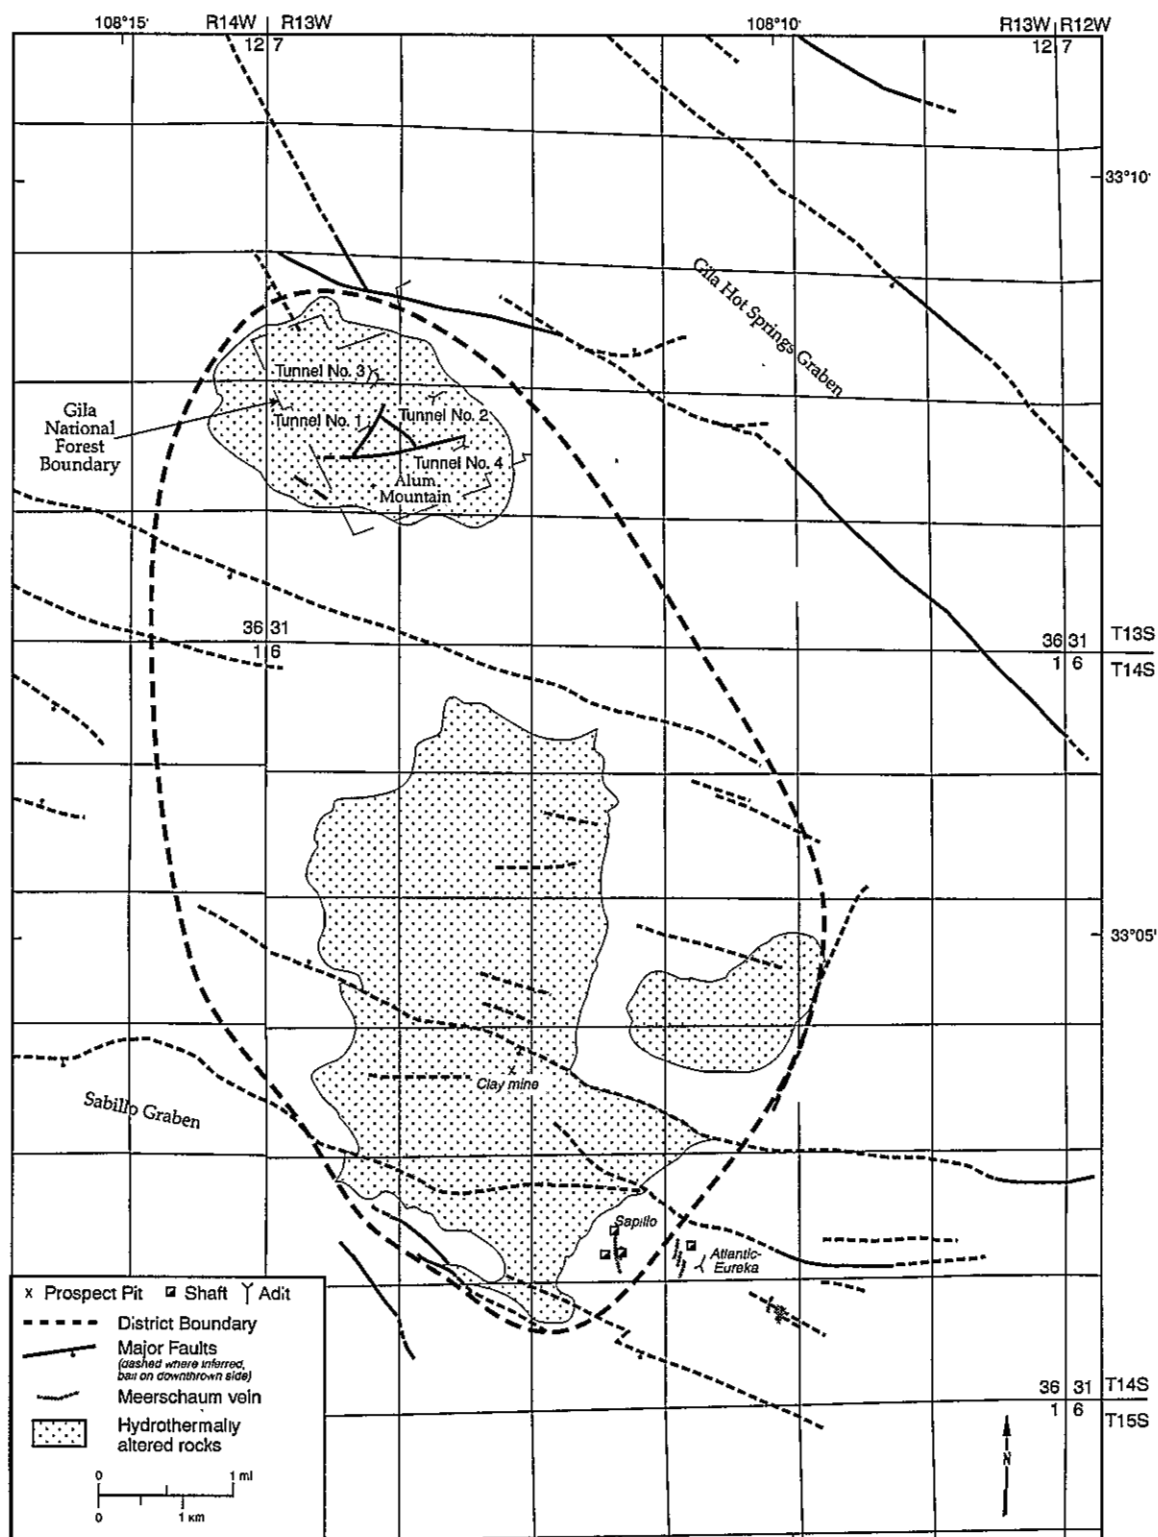 108°15'
R14W
R13W
108°10'
R13W
R12W
12
7
12
7
33°10'
Gila Hot Springs Graben
Tunnel No. 3
Gila
National
Forest
Boundary
Tunnel No. 1
Tunnel No. 2
Tunnel No. 4
Alum
Mountain
36
31
1
6
36
31
T13S
1
6
T14S
33°05'
Clay mine
Sabillo Graben
Sapillo
Atlantic-
Eureka
x Prospect Pit
Shaft
Adit
District Boundary
Major Faults
(dashed where inferred,
ball on downthrown side)
Meerschaum vein
Hydrothermally
altered rocks
0
1 mi
0
1 km
36
31
T14S
1
6
T15S
N